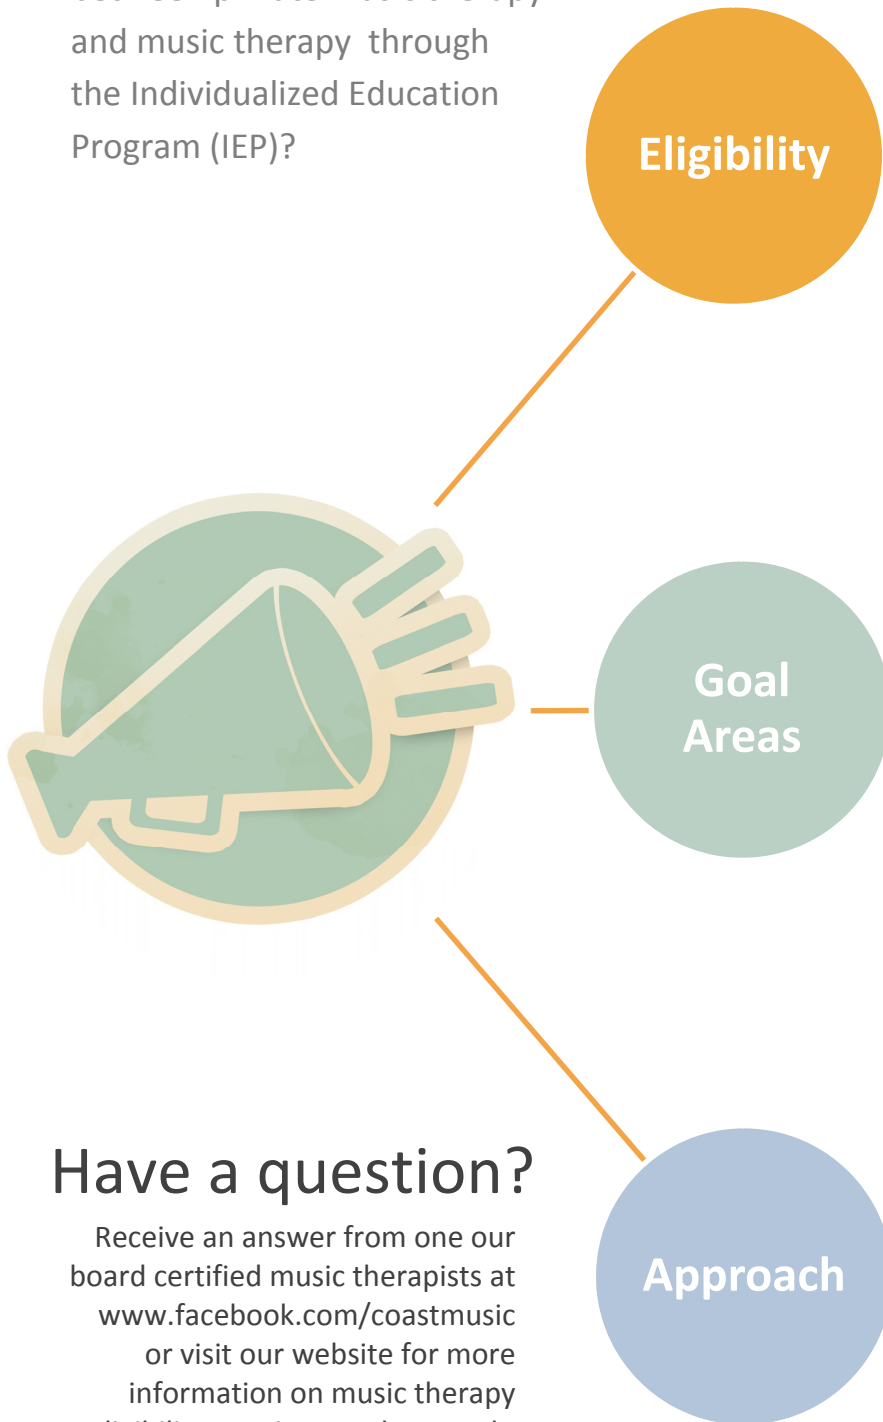 and music therapy through
the Individualized Education
Program (IEP)?
Eligibility
Goal
Areas
Have a question?
Receive an answer from one our
board certified music therapists at
www.facebook.com/coastmusic
or visit our website for more
information on music therapy
Approach